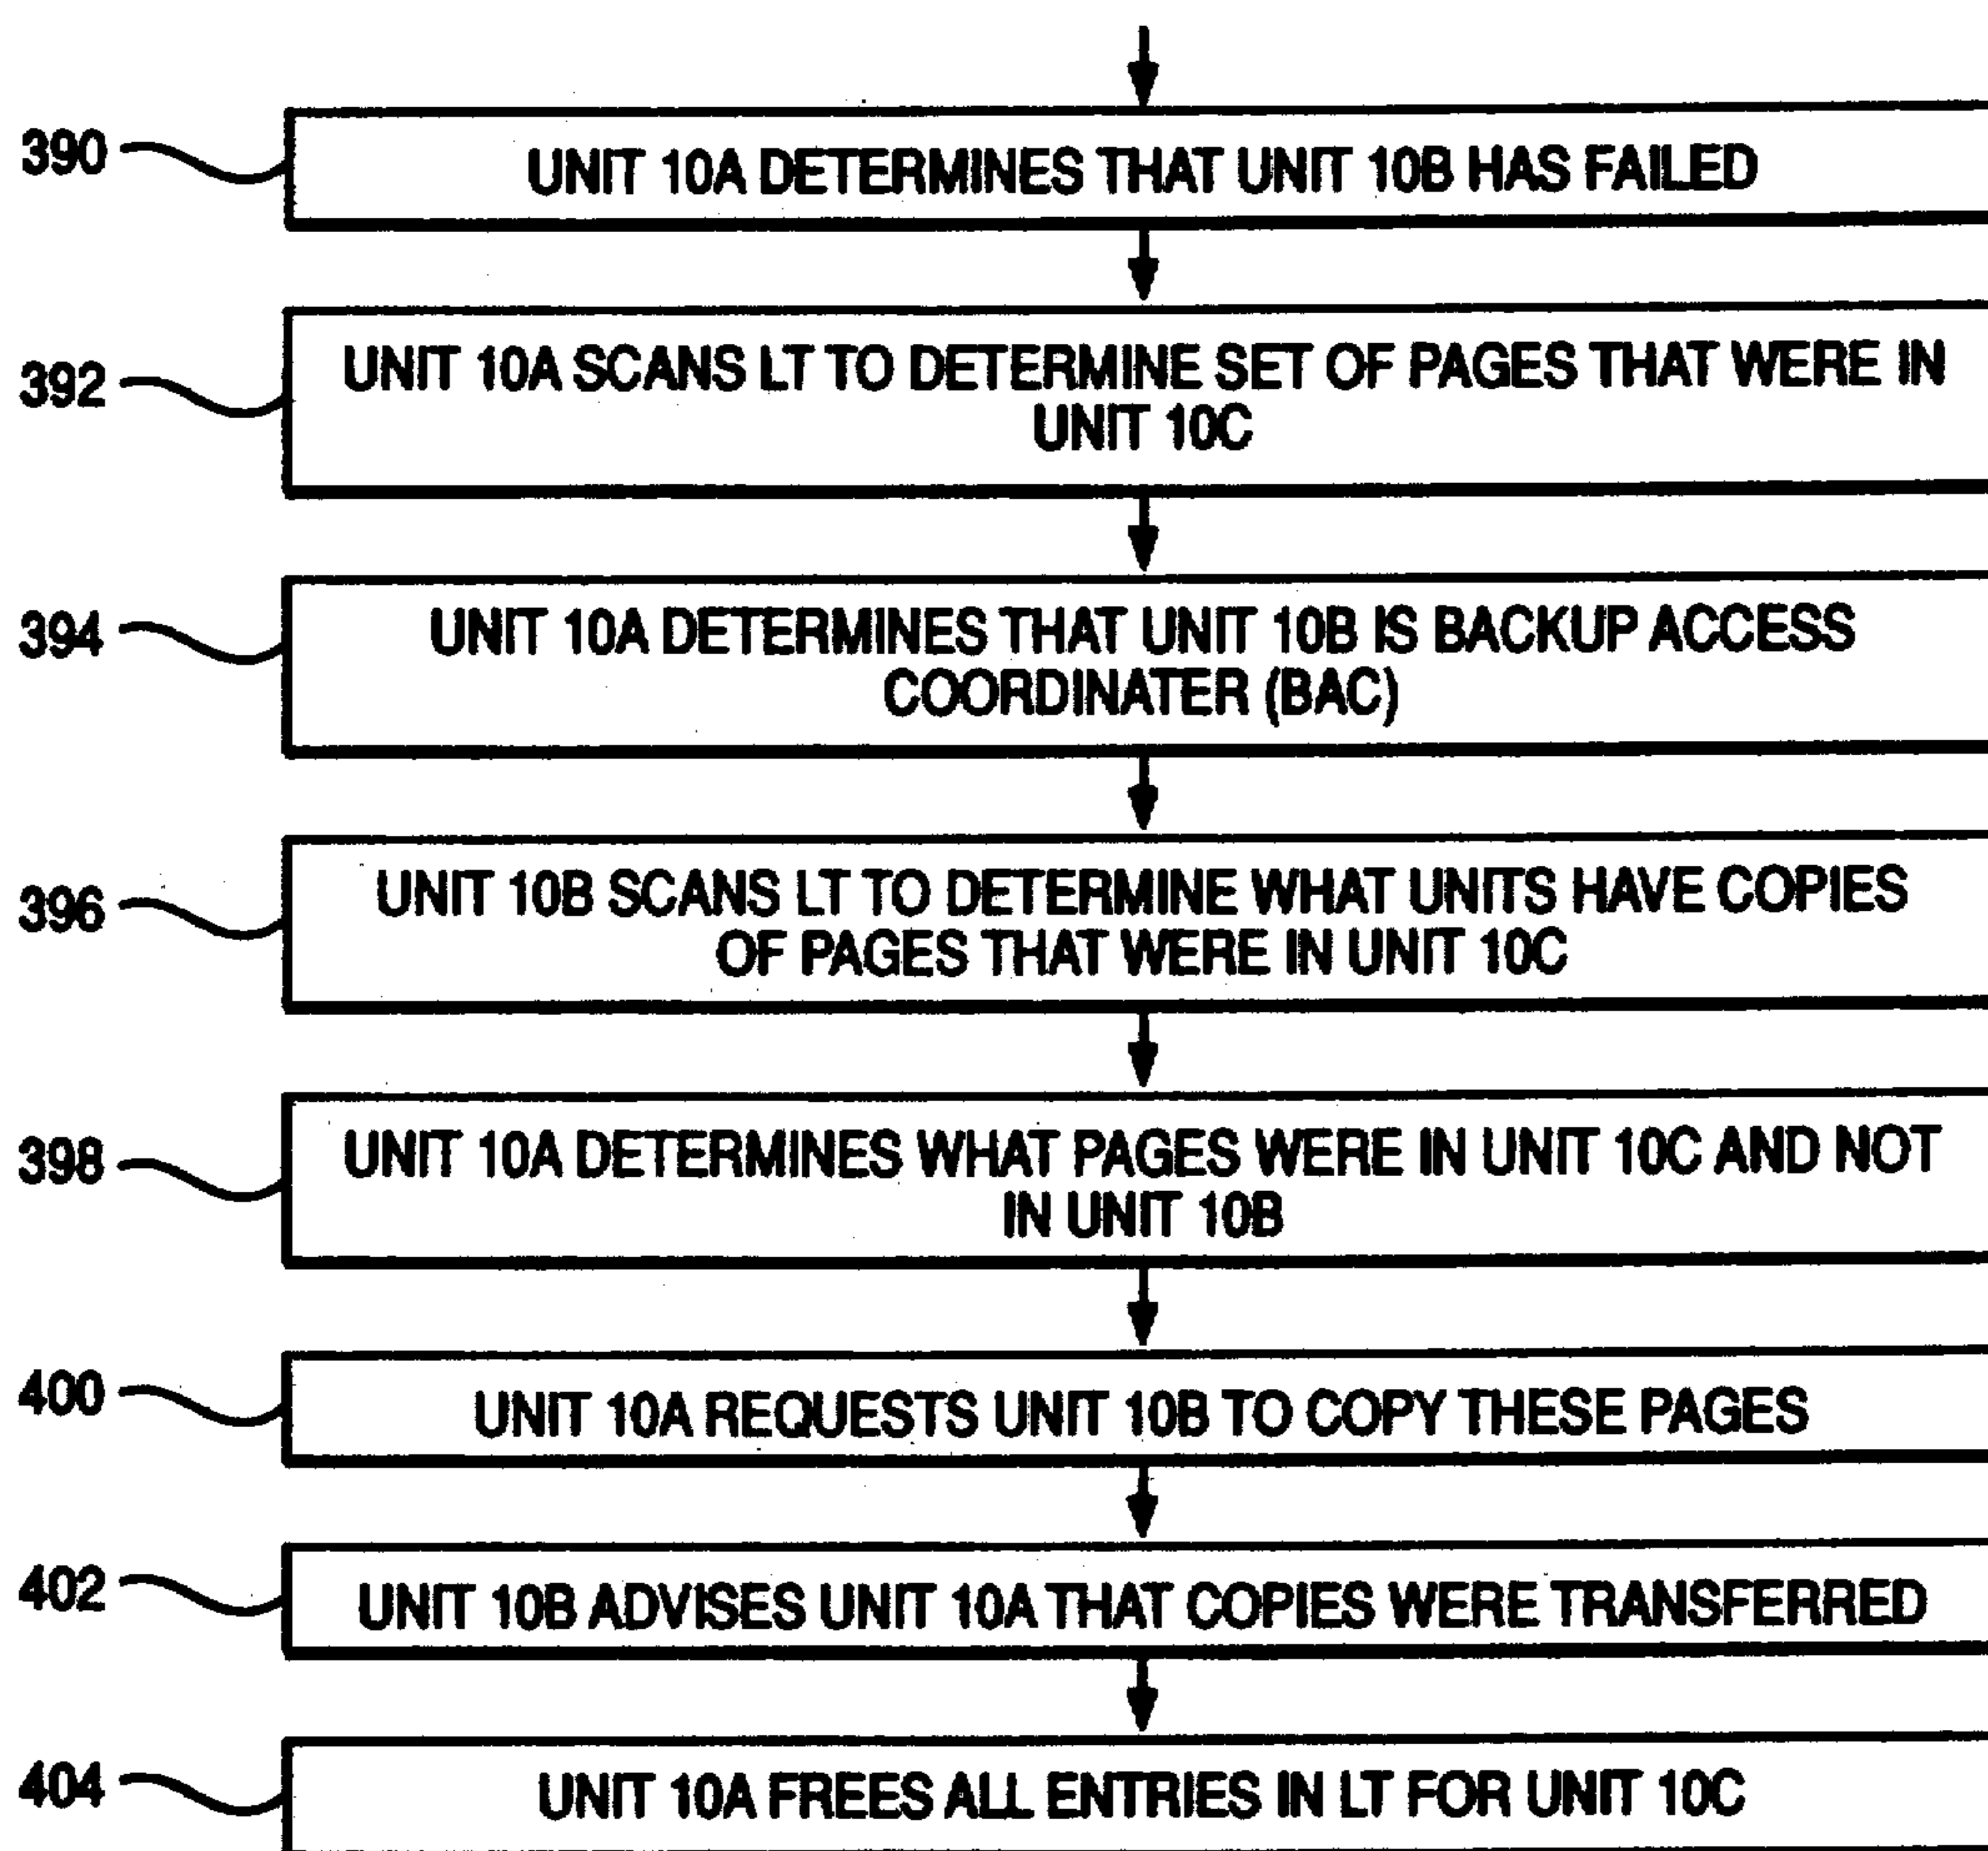 390
UNIT 10A DETERMINES THAT UNIT 10B HAS FAILED
392
UNIT 10A SCANS LT TO DETERMINE SET OF PAGES THAT WERE IN
UNIT 10C
394
UNIT 10A DETERMINES THAT UNIT 10B IS BACKUP ACCESS
COORDINATER (BAC)
396
UNIT 10B SCANS LT TO DETERMINE WHAT UNITS HAVE COPIES
OF PAGES THAT WERE IN UNIT 10C
398
UNIT 10A DETERMINES WHAT PAGES WERE IN UNIT 10C AND NOT
IN UNIT 10B
400
UNIT 10A REQUESTS UNIT 10B TO COPY THESE PAGES
402
UNIT 10B ADVISES UNIT 10A THAT COPIES WERE TRANSFERRED
404
UNIT 10A FREES ALL ENTRIES IN LT FOR UNIT 10C